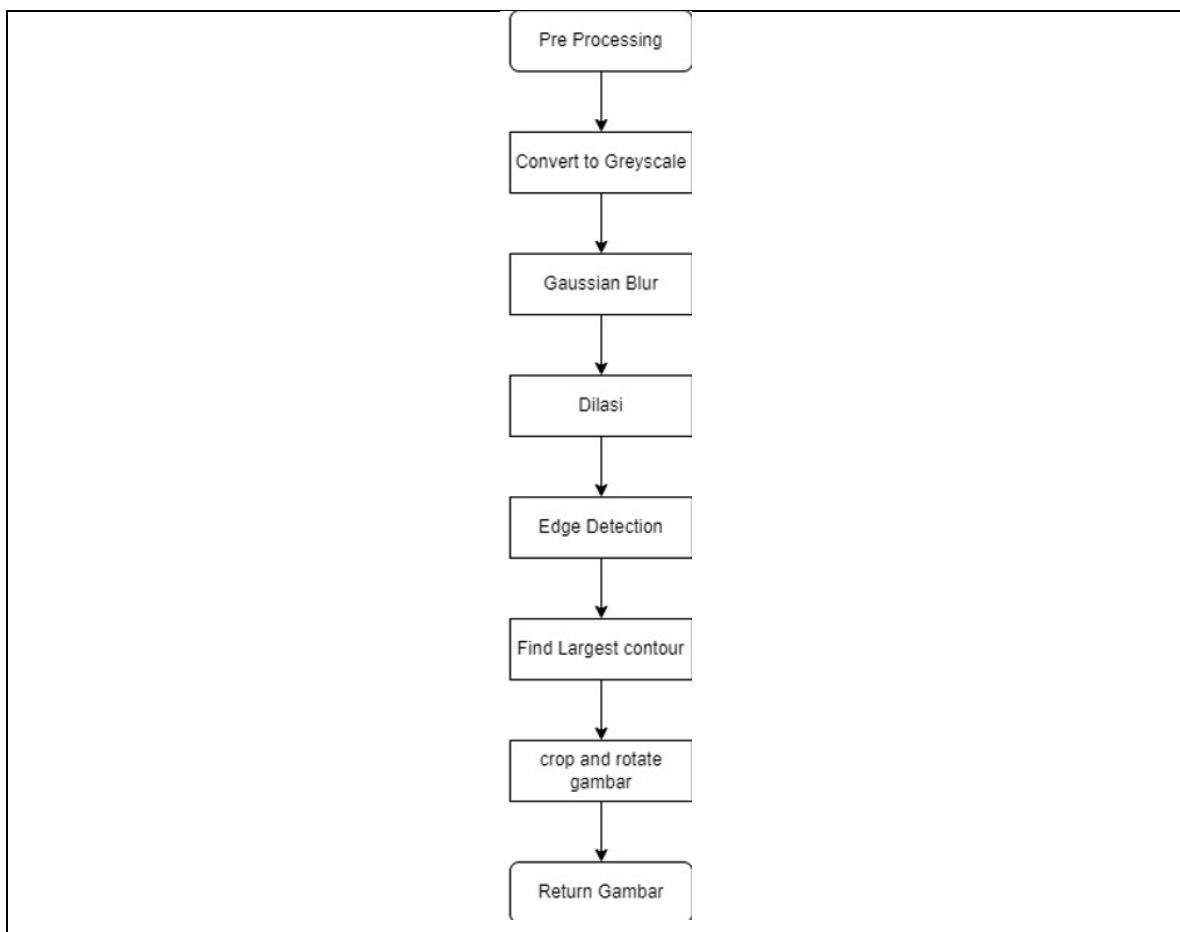 Pre Processing
Convert to Greyscale
Gaussian Blur
Dilasi
Edge Detection
Find Largest contour
crop and rotate
gambar
Return Gambar